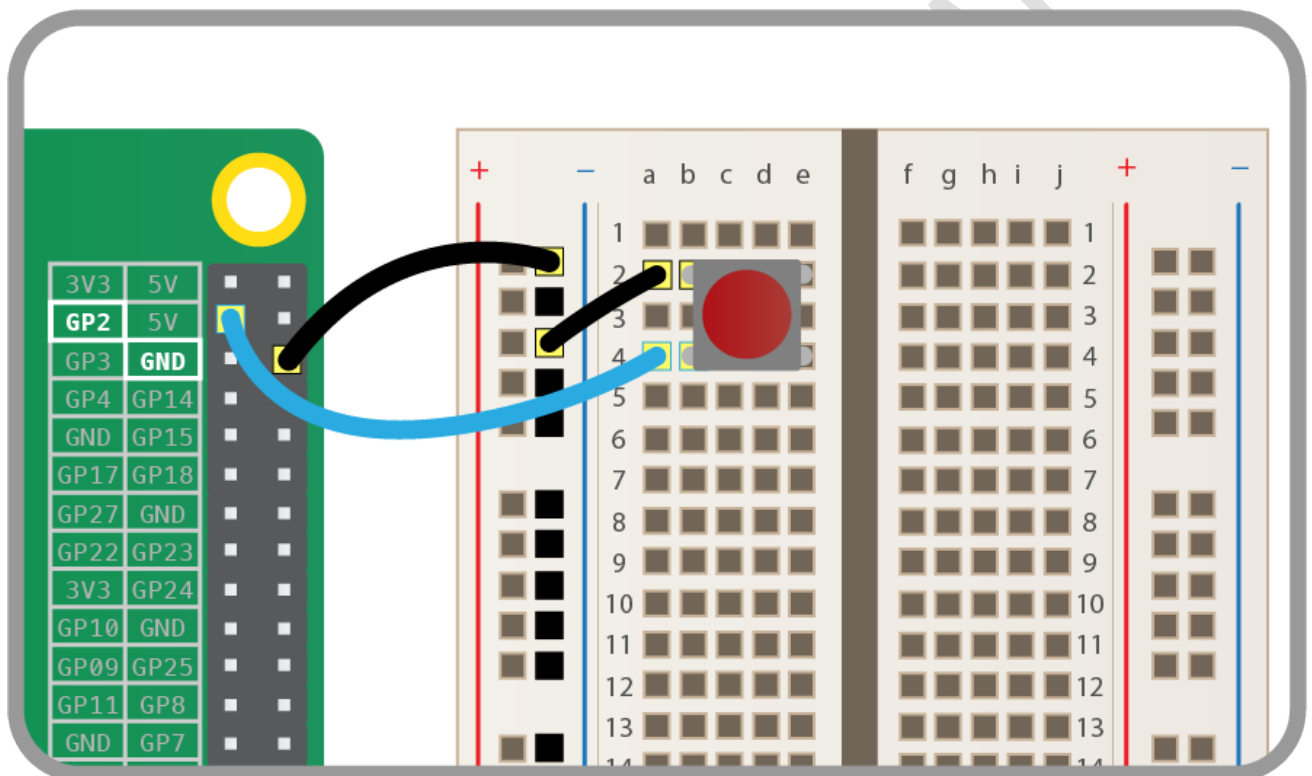 + − a b c d e f g h i j + −
1 1
3V3 5V 2 2
GP2 5V 3 3
GP3 GND 4 4
GP4 GP14 5 5
GND GP15 6 6
GP17 GP18 7 7
GP27 GND 8 8
GP22 GP23 9 9
3V3 GP24 10 10
GP10 GND 11 11
GP09 GP25 12 12
GP11 GP8 13 13
GND GP7 14 14